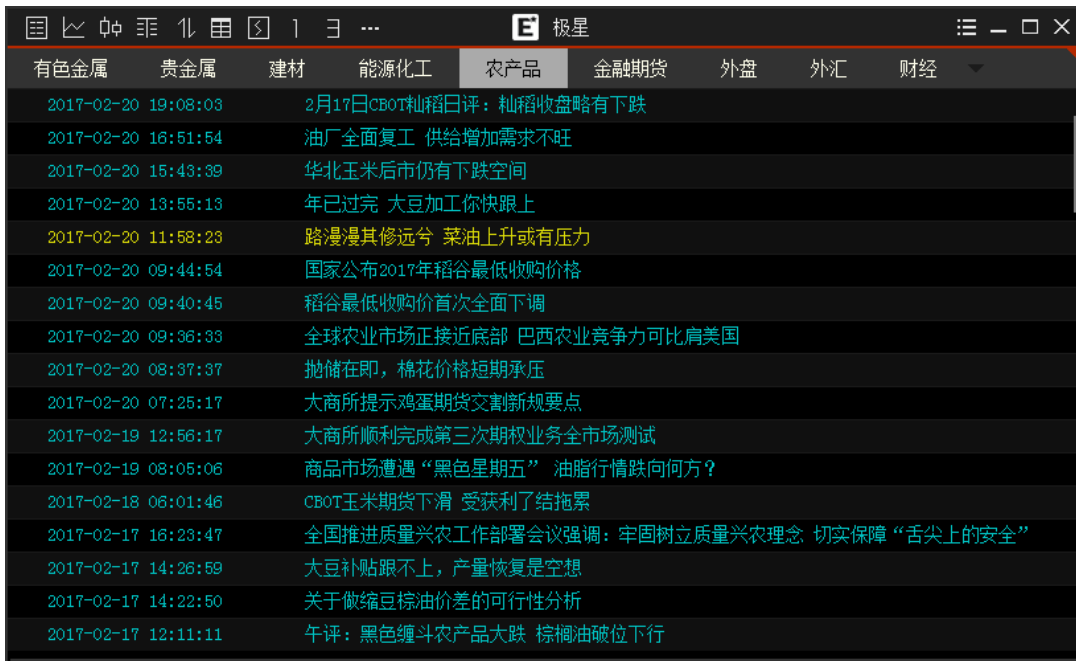 E 极星
有色金属 贵金属 建材 能源化工 农产品 金融期货 外盘 外汇 财经
2017-02-20 19:08:03 2月17日CBOT籼稻日评：籼稻收盘略有下跌
2017-02-20 16:51:54 油厂全面复工 供给增加需求不旺
2017-02-20 15:43:39 华北玉米后市仍有下跌空间
2017-02-20 13:55:13 年已过完 大豆加工你快跟上
2017-02-20 11:58:23 路漫漫其修远兮 菜油上升或有压力
2017-02-20 09:44:54 国家公布2017年稻谷最低收购价格
2017-02-20 09:40:45 稻谷最低收购价首次全面下调
2017-02-20 09:36:33 全球农业市场正接近底部 巴西农业竞争力可比肩美国
2017-02-20 08:37:37 抛储在即，棉花价格短期承压
2017-02-20 07:25:17 大商所提示鸡蛋期货交割新规要点
2017-02-19 12:56:17 大商所顺利完成第三次期权业务全市场测试
2017-02-19 08:05:06 商品市场遭遇“黑色星期五” 油脂行情跌向何方？
2017-02-18 06:01:46 CBOT玉米期货下滑 受获利了结拖累
2017-02-17 16:23:47 全国推进质量兴农工作部署会议强调：牢固树立质量兴农理念 切实保障“舌尖上的安全”
2017-02-17 14:26:59 大豆补贴跟不上，产量恢复是空想
2017-02-17 14:22:50 关于做缩豆棕油价差的可行性分析
2017-02-17 12:11:11 午评：黑色缠斗农产品大跌 棕榈油破位下行